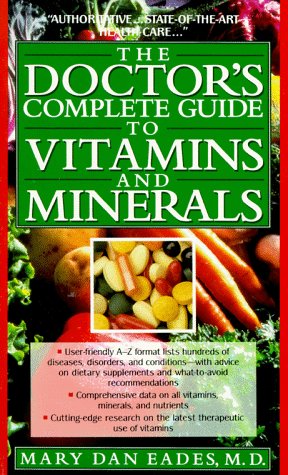 "AUTHORITATIVE...STATE-OF-THE-ART
HEALTH CARE..."
THE
DOCTOR'S
COMPLETE GUIDE
TO
VITAMINS
AND
MINERALS
▪ User-friendly A–Z format lists hundreds of
diseases, disorders, and conditions—with advice
on dietary supplements and what-to-avoid
recommendations
▪ Comprehensive data on all vitamins,
minerals, and nutrients
▪ Cutting-edge research on the latest therapeutic
use of vitamins
MARY DAN EADES, M.D.